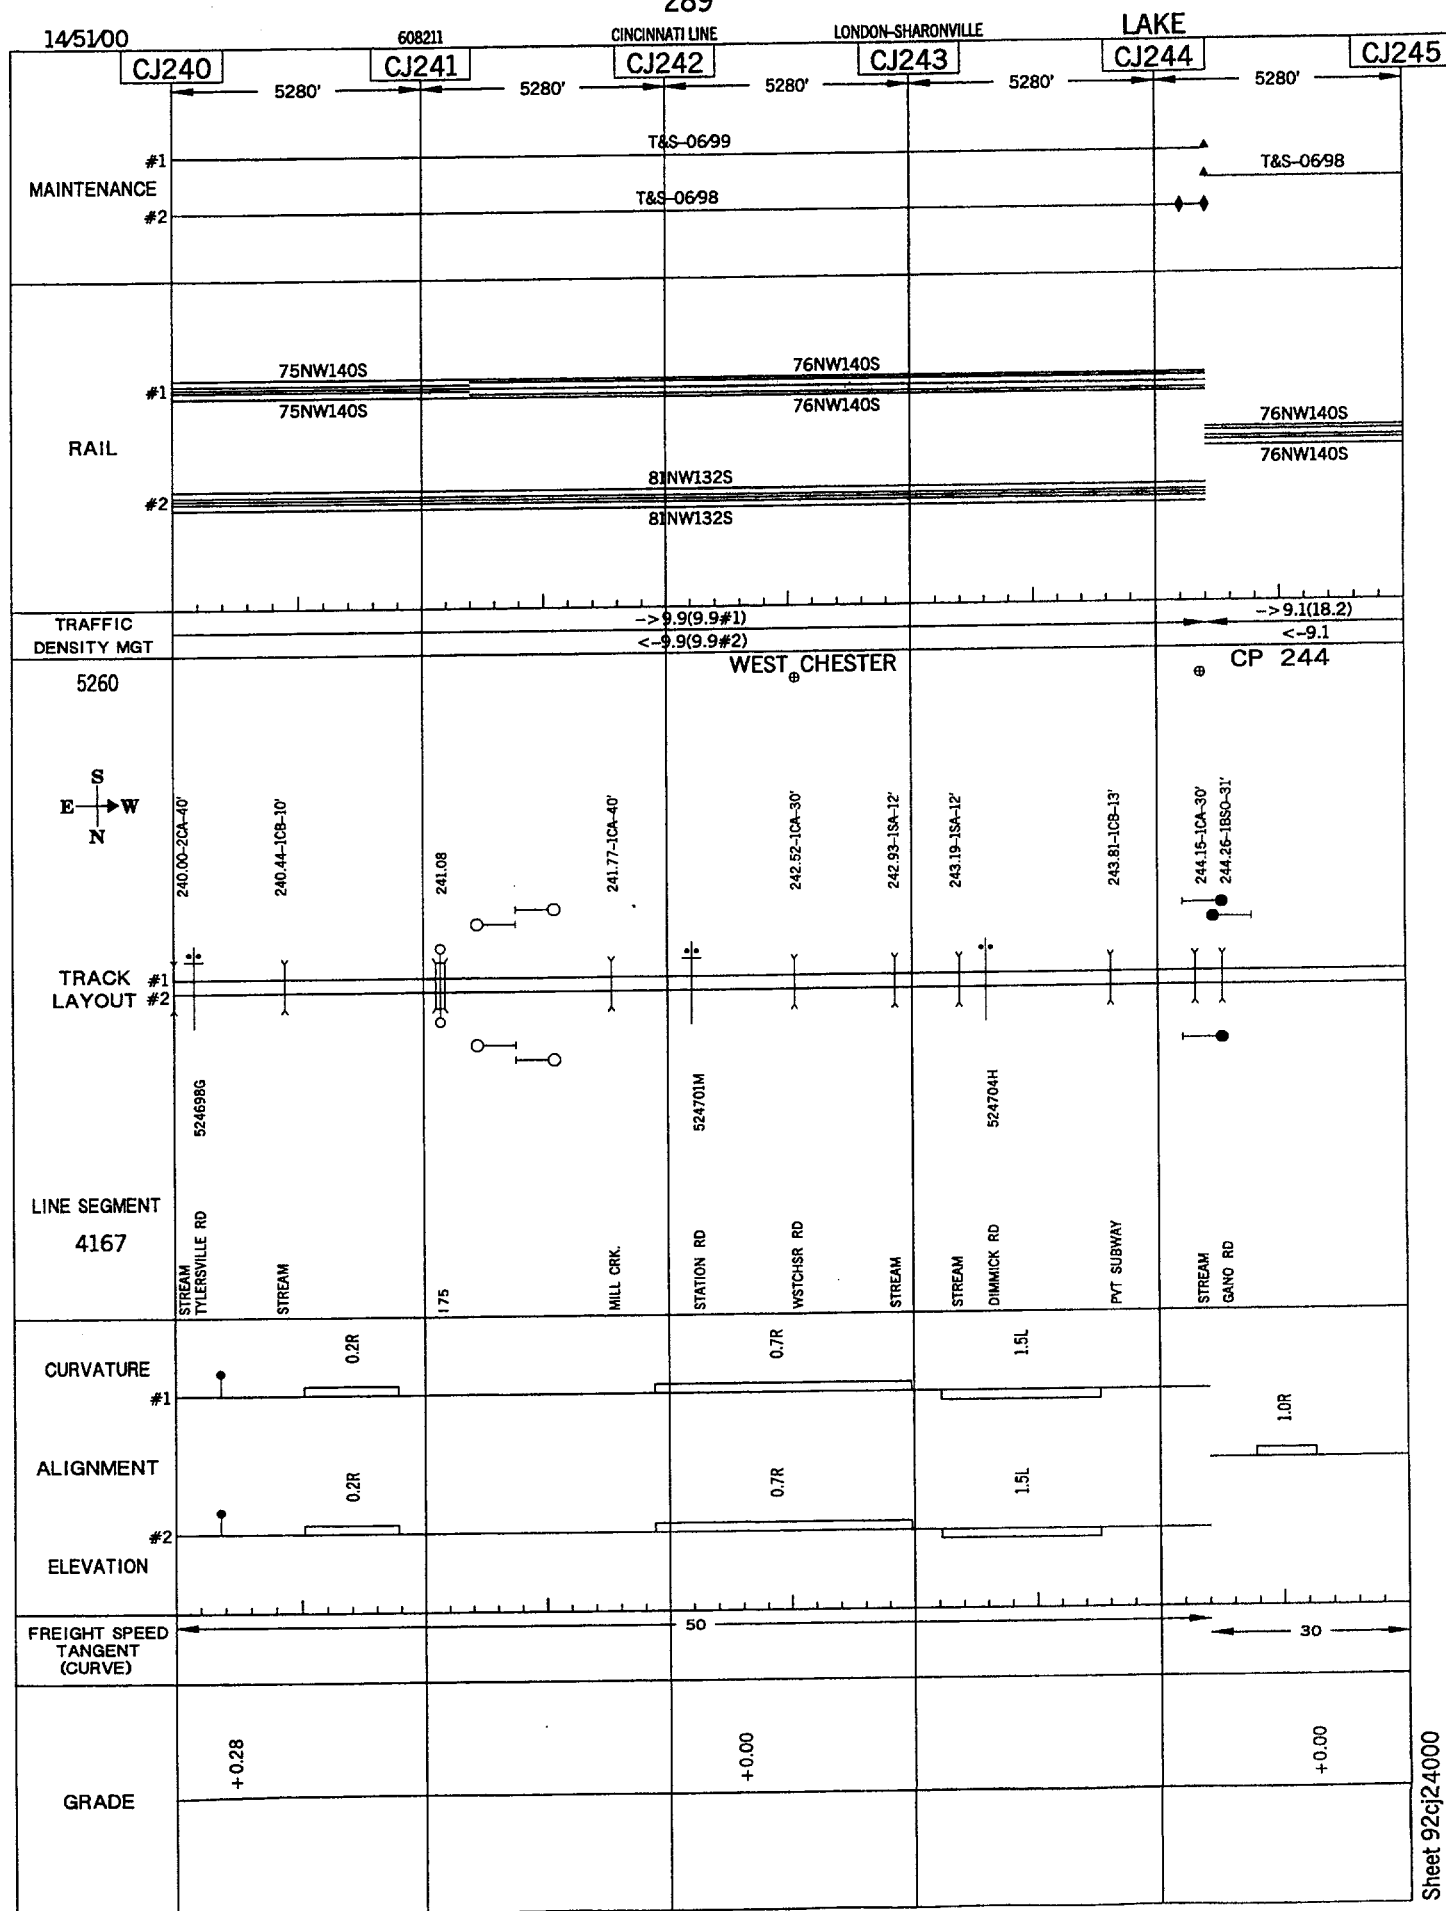 289
14/51/00 608211 CINCINNATI LINE LONDON-SHARONVILLE LAKE
CJ240 CJ241 CJ242 CJ243 CJ244 CJ245
5280' 5280' 5280' 5280' 5280'
#1 T&S-06/99
T&S-06/98
MAINTENANCE
#2 T&S-06/98
75NW140S 76NW140S
#1
75NW140S 76NW140S
76NW140S
RAIL
76NW140S
81NW132S
#2
81NW132S
TRAFFIC
DENSITY MGT
->9.9(9.9#1) ->9.1(18.2)
<-9.9(9.9#2) <-9.1
WEST CHESTER CP 244
5260
S
E W
N
240.00-2CA-40'
240.44-1CB-10'
241.08
241.77-1CA-40'
242.52-1CA-30'
242.93-1SA-12'
243.19-1SA-12'
243.81-1CB-13'
244.15-1CA-30'
244.26-1BSO-31'
TRACK #1
LAYOUT #2
524698G
524701M
524704H
LINE SEGMENT
4167
STREAM
TYLERSVILLE RD
STREAM
I 75
MILL CRK.
STATION RD
WSTCHSR RD
STREAM
STREAM
DIMMICK RD
PVT SUBWAY
STREAM
GANO RD
CURVATURE
#1
0.2R 0.7R 1.5L
1.0R
ALIGNMENT
0.2R 0.7R 1.5L
#2
ELEVATION
FREIGHT SPEED
TANGENT
(CURVE)
50 30
GRADE
+0.28 +0.00 +0.00
Sheet 92cj24000